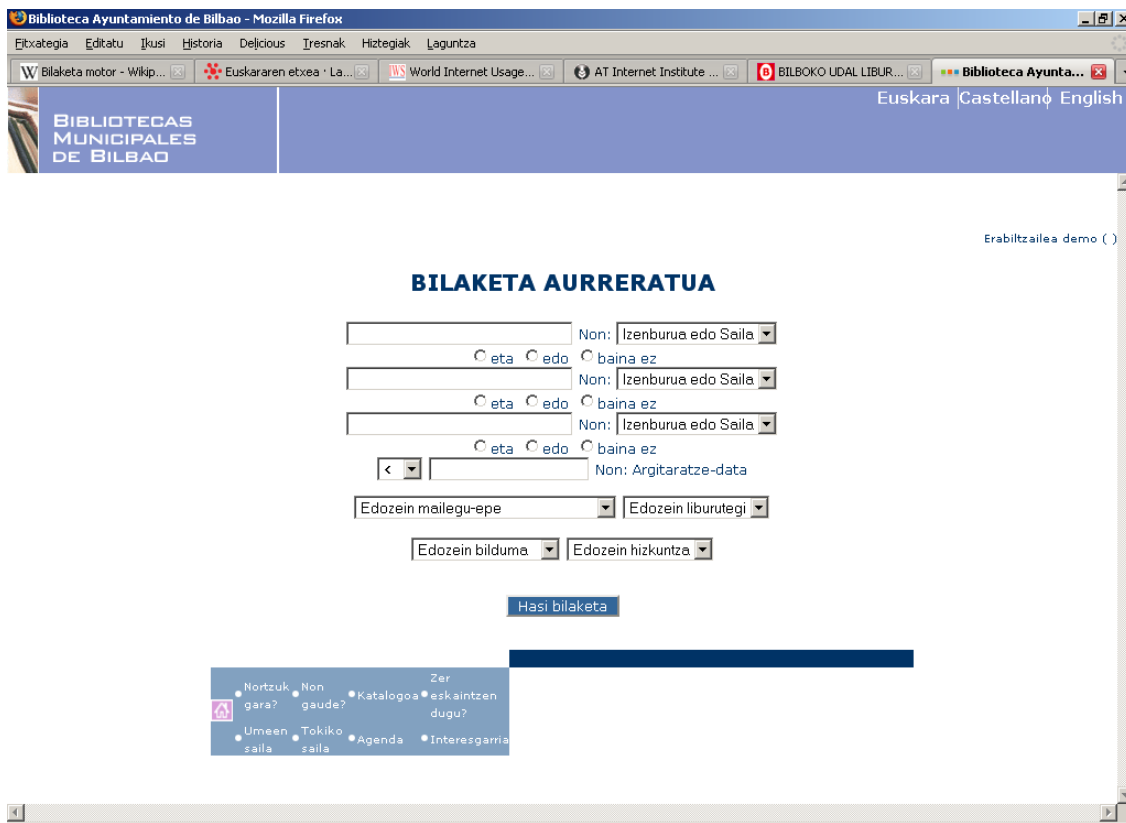 Biblioteca Ayuntamiento de Bilbao - Mozilla Firefox
Fitxategia Editatu Ikusi Historia Delicious Tresnak Hiztegiak Laguntza
Bilaketa motor - Wikip... Euskararen etxea · La... World Internet Usage... AT Internet Institute ... BILBOKO UDAL LIBUR... Biblioteca Ayunta...
Euskara Castellano English
BIBLIOTECAS
MUNICIPALES
DE BILBAO
Erabiltzailea demo ( )
BILAKETA AURRERATUA
Non: Izenburua edo Saila
eta edo baina ez
Non: Izenburua edo Saila
eta edo baina ez
Non: Izenburua edo Saila
eta edo baina ez
< Non: Argitaratze-data
Edozein mailegu-epe Edozein liburutegi
Edozein bilduma Edozein hizkuntza
Hasi bilaketa
Nortzuk gara? Non gaude? Katalogoa Zer eskaintzen dugu?
Umeen saila Tokiko saila Agenda Interesgarria